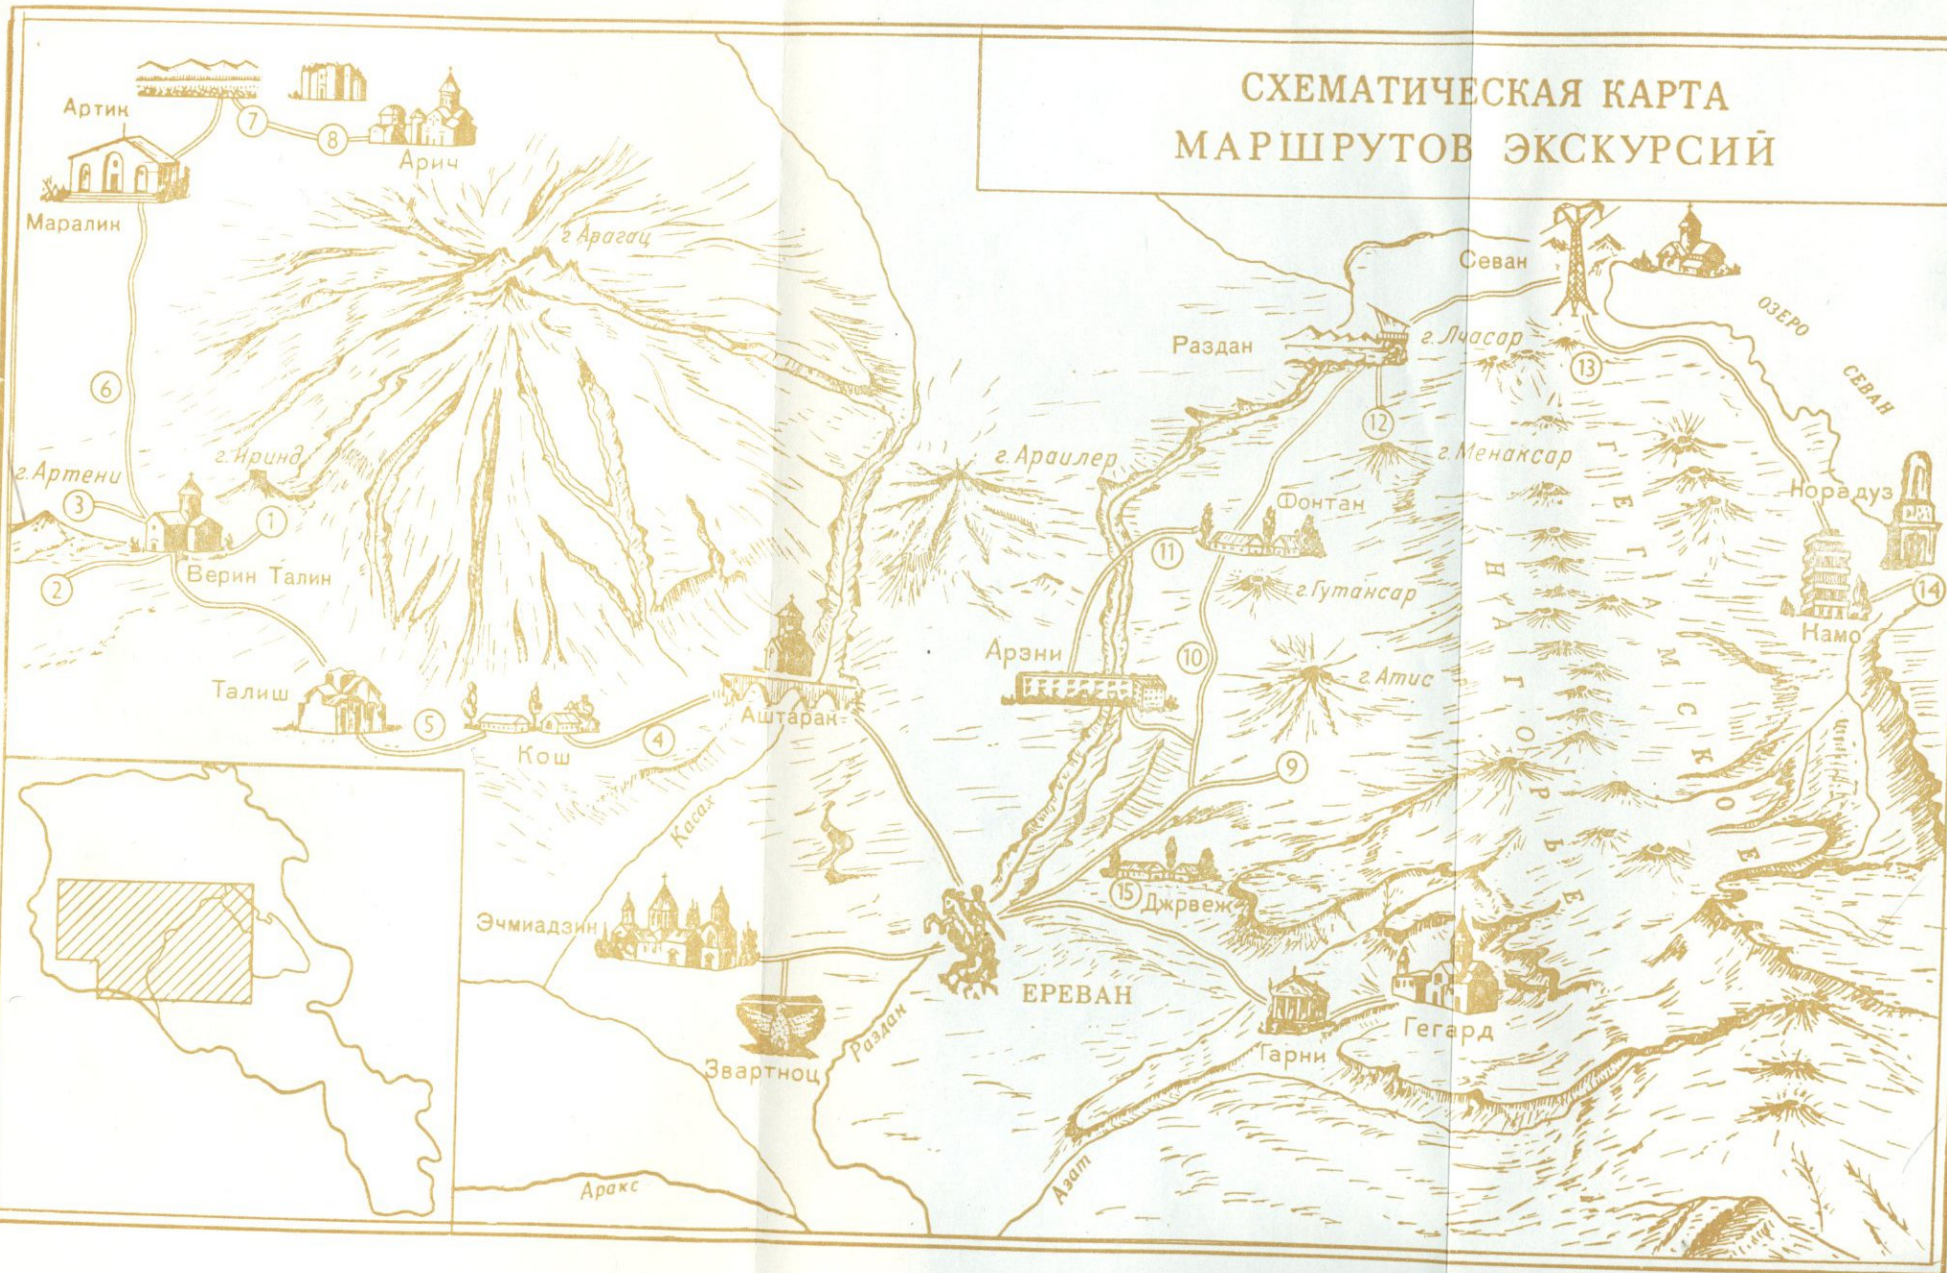 СХЕМАТИЧЕСКАЯ КАРТА
МАРШРУТОВ ЭКСКУРСИЙ
Артик
7
8
Арич
Маралик
г. Арагац
6
г. Артени
3
г. Иринд
1
2
Верин Талин
Талиш
5
Кош
4
Аштарак
Касах
Эчмиадзин
Звартноц
Раздан
ЕРЕВАН
Аракс
Азат
Севан
ОЗЕРО
СЕВАН
Раздан
г. Лчасар
13
12
г. Араилер
г. Менаксар
Фонтан
11
Норадуз
г. Гутансар
14
Камо
Арзни
10
г. Атис
9
ГЕГАМСКОЕ
НАГОРЬЕ
15
Джрвеж
Гарни
Гегард